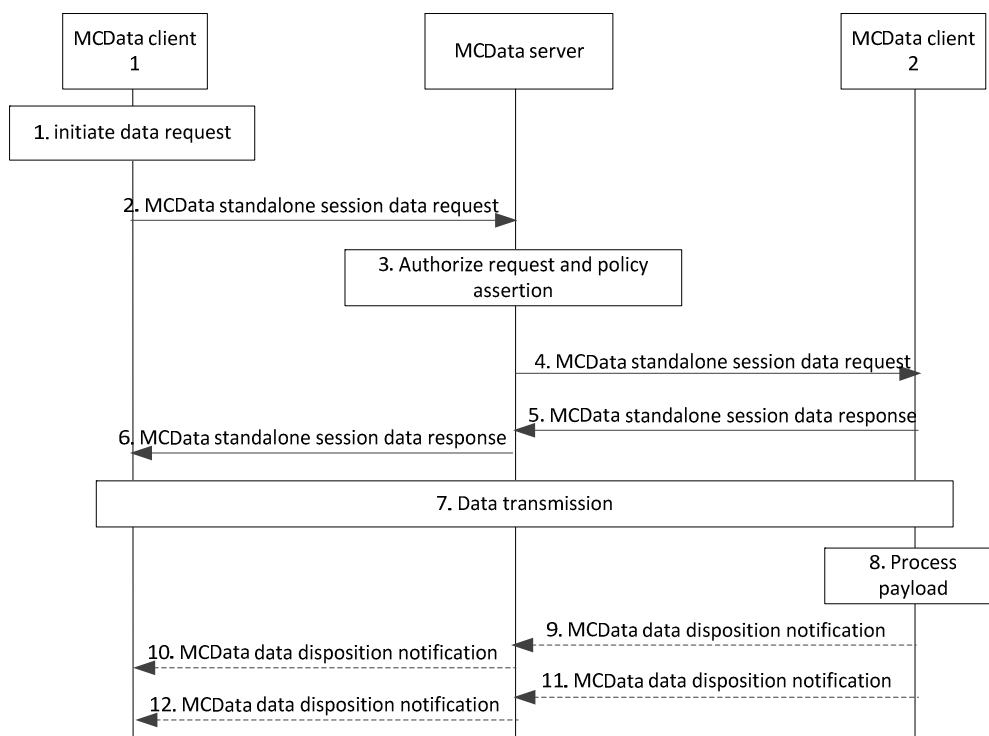 MCData client
1
MCData server
MCData client
2
1. initiate data request
2. MCData standalone session data request
3. Authorize request and policy
assertion
4. MCData standalone session data request
5. MCData standalone session data response
6. MCData standalone session data response
7. Data transmission
8. Process
payload
9. MCData data disposition notification
10. MCData data disposition notification
11. MCData data disposition notification
12. MCData data disposition notification